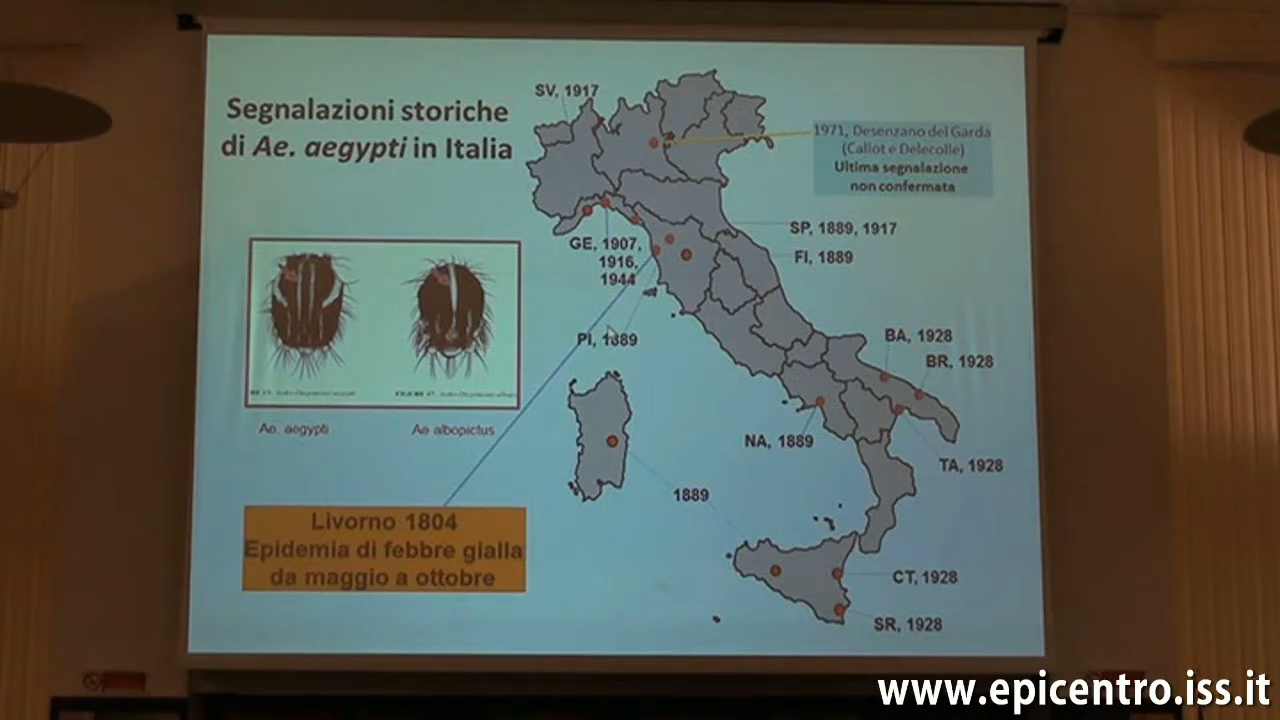 Segnalazioni storiche
di Ae. aegypti in Italia
SV, 1917
1971, Desenzano del Garda
(Callot e Delecolle)
Ultima segnalazione
non confermata
SP, 1889, 1917
FI, 1889
GE, 1907,
1916,
1944
PI, 1889
BA, 1928
BR, 1928
NA, 1889
TA, 1928
1889
CT, 1928
SR, 1928
Ae. aegypti
Ae albopictus
Livorno 1804
Epidemia di febbre gialla
da maggio a ottobre
www.epicentro.iss.it